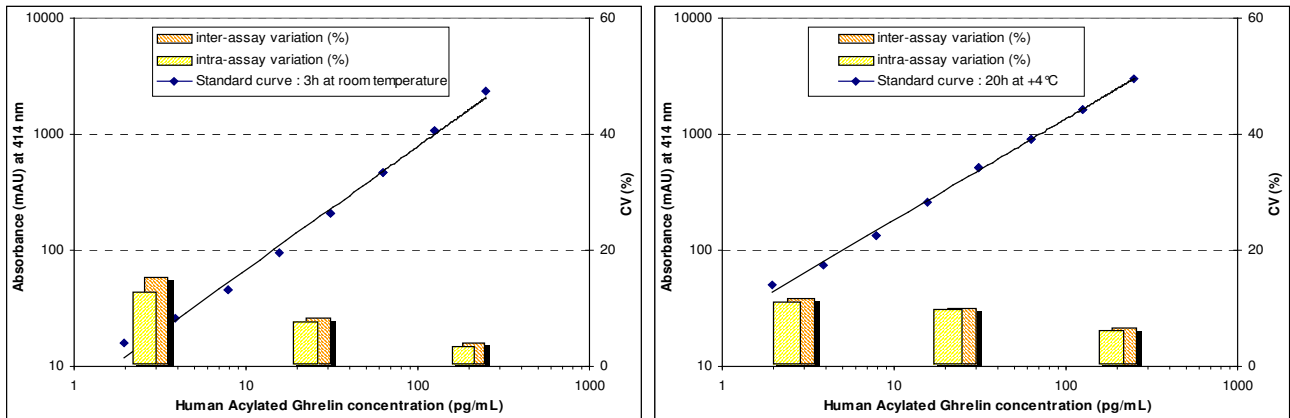 10000
1000
100
10
60
40
20
0
inter-assay variation (%)
intra-assay variation (%)
Standard curve : 3h at room temperature
Absorbance (mAU) at 414 nm
CV (%)
1
10
100
1000
Human Acylated Ghrelin concentration (pg/mL)
10000
1000
100
10
60
40
20
0
inter-assay variation (%)
intra-assay variation (%)
Standard curve : 20h at +4°C
Absorbance (mAU) at 414 nm
CV (%)
1
10
100
1000
Human Acylated Ghrelin concentration (pg/mL)